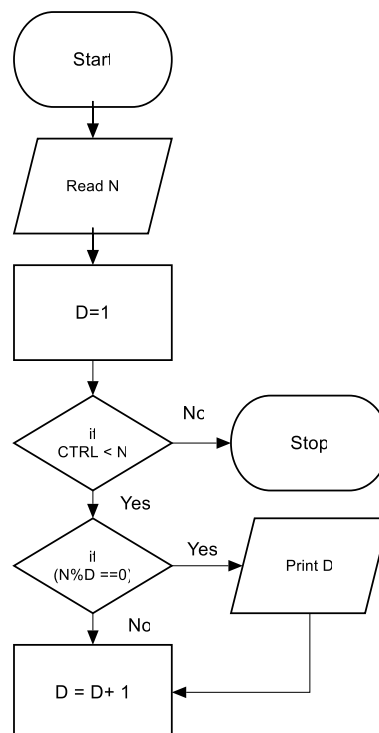 Start
Read N
D=1
if
CTRL < N
No
Stop
Yes
if
(N%D ==0)
Yes
Print D
No
D = D+ 1